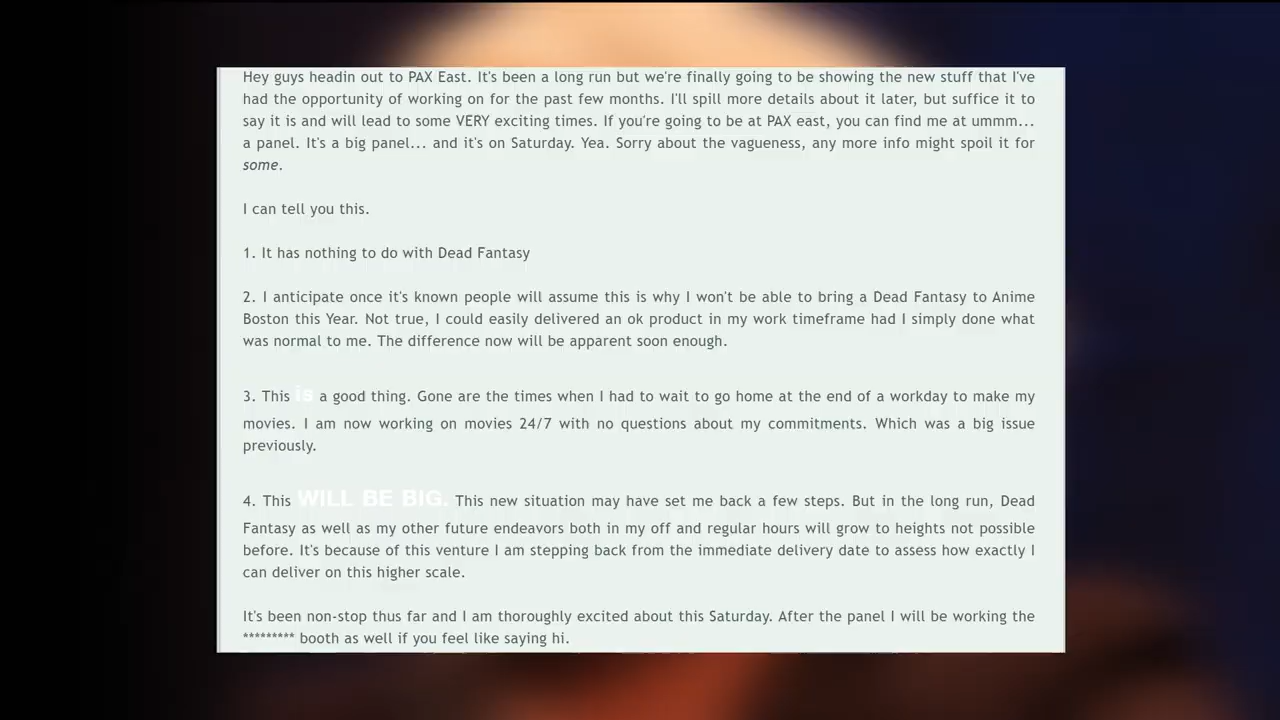 Hey guys headin out to PAX East. It's been a long run but we're finally going to be showing the new stuff that I've
had the opportunity of working on for the past few months. I'll spill more details about it later, but suffice it to
say it is and will lead to some VERY exciting times. If you're going to be at PAX east, you can find me at ummm...
a panel. It's a big panel... and it's on Saturday. Yea. Sorry about the vagueness, any more info might spoil it for
some.
I can tell you this.
1. It has nothing to do with Dead Fantasy
2. I anticipate once it's known people will assume this is why I won't be able to bring a Dead Fantasy to Anime
Boston this Year. Not true, I could easily delivered an ok product in my work timeframe had I simply done what
was normal to me. The difference now will be apparent soon enough.
3. This is a good thing. Gone are the times when I had to wait to go home at the end of a workday to make my
movies. I am now working on movies 24/7 with no questions about my commitments. Which was a big issue
previously.
4. This WILL BE BIG. This new situation may have set me back a few steps. But in the long run, Dead
Fantasy as well as my other future endeavors both in my off and regular hours will grow to heights not possible
before. It's because of this venture I am stepping back from the immediate delivery date to assess how exactly I
can deliver on this higher scale.
It's been non-stop thus far and I am thoroughly excited about this Saturday. After the panel I will be working the
********* booth as well if you feel like saying hi.